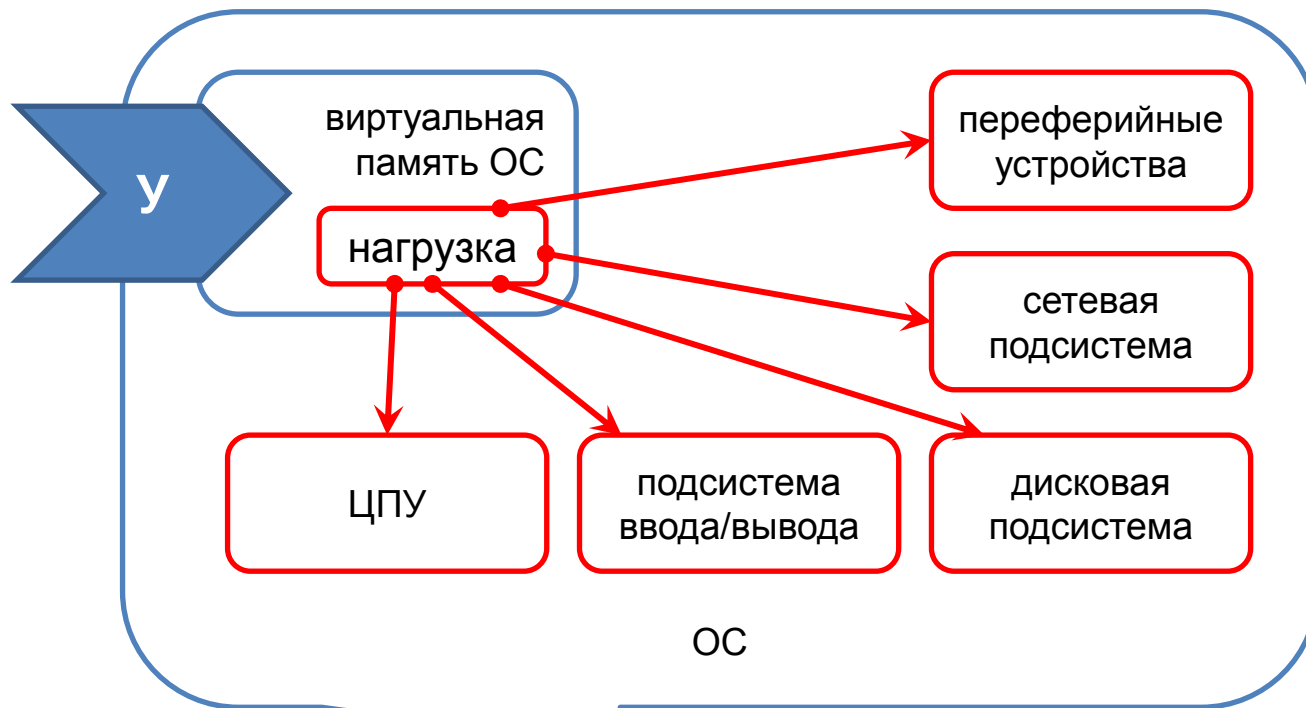 виртуальная
память ОС
У
нагрузка
переферийные
устройства
сетевая
подсистема
ЦПУ
подсистема
ввода/вывода
дисковая
подсистема
ОС